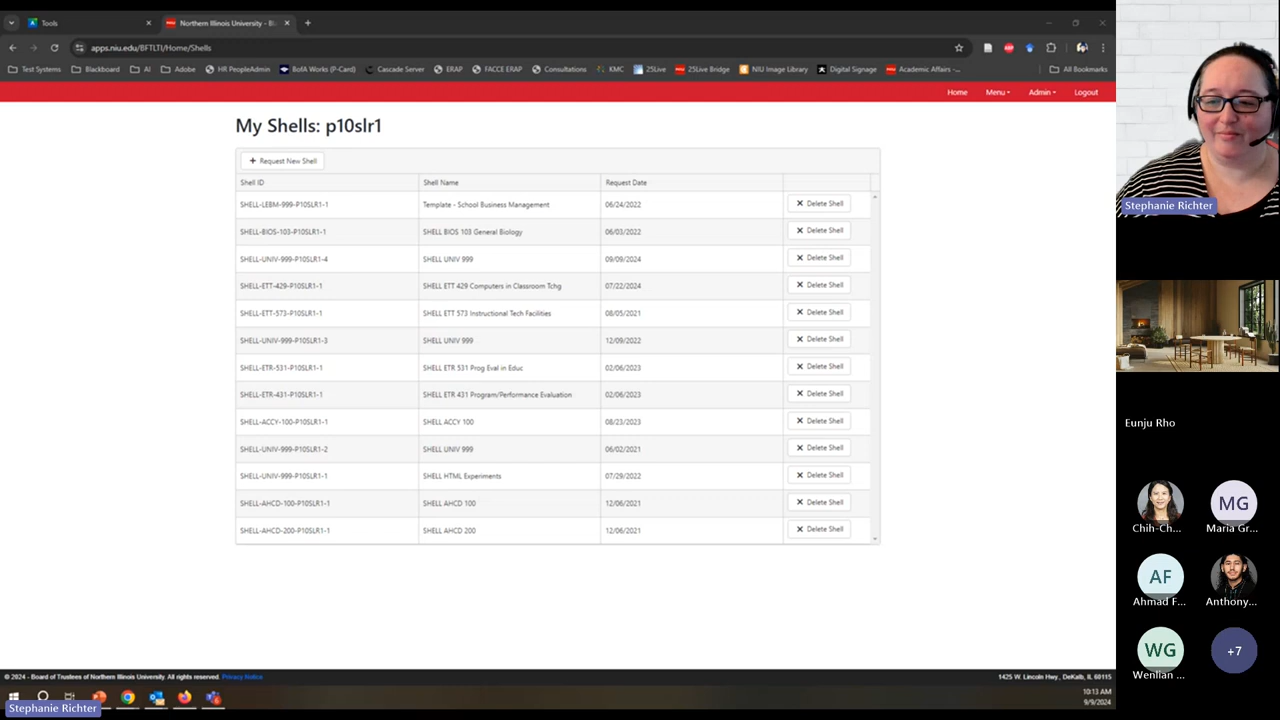 Tools
Northern Illinois University - Bl
apps.niu.edu/BFTLTI/Home/Shells
Test Systems Blackboard AI Adobe HR PeopleAdmin BofA Works (P-Card) Cascade Server ERAP FACCE ERAP Consultations KMC 25Live 25Live Bridge NIU Image Library Digital Signage Academic Affairs -... All Bookmarks
Home Menu Admin Logout
My Shells: p10slr1
+ Request New Shell
Shell ID Shell Name Request Date
SHELL-LEBM-999-P10SLR1-1 Template - School Business Management 06/24/2022 × Delete Shell
SHELL-BIOS-103-P10SLR1-1 SHELL BIOS 103 General Biology 06/03/2022 × Delete Shell
SHELL-UNIV-999-P10SLR1-4 SHELL UNIV 999 09/09/2024 × Delete Shell
SHELL-ETT-429-P10SLR1-1 SHELL ETT 429 Computers in Classroom Tchg 07/22/2024 × Delete Shell
SHELL-ETT-573-P10SLR1-1 SHELL ETT 573 Instructional Tech Facilities 08/05/2021 × Delete Shell
SHELL-UNIV-999-P10SLR1-3 SHELL UNIV 999 12/09/2022 × Delete Shell
SHELL-ETR-531-P10SLR1-1 SHELL ETR 531 Prog Eval in Educ 02/06/2023 × Delete Shell
SHELL-ETR-431-P10SLR1-1 SHELL ETR 431 Program/Performance Evaluation 02/06/2023 × Delete Shell
SHELL-ACCY-100-P10SLR1-1 SHELL ACCY 100 08/23/2023 × Delete Shell
SHELL-UNIV-999-P10SLR1-2 SHELL UNIV 999 06/02/2021 × Delete Shell
SHELL-UNIV-999-P10SLR1-1 SHELL HTML Experiments 07/29/2022 × Delete Shell
SHELL-AHCD-100-P10SLR1-1 SHELL AHCD 100 12/06/2021 × Delete Shell
SHELL-AHCD-200-P10SLR1-1 SHELL AHCD 200 12/06/2021 × Delete Shell
© 2024 - Board of Trustees of Northern Illinois University. All rights reserved. Privacy Notice
1425 W. Lincoln Hwy., DeKalb, IL 60115
10:13 AM
9/9/2024
Stephanie Richter
Stephanie Richter
Eunju Rho
Chih-Ch...
MG
Maria Gr...
AF
Ahmad F...
Anthony...
WG
Wenlian ...
+7